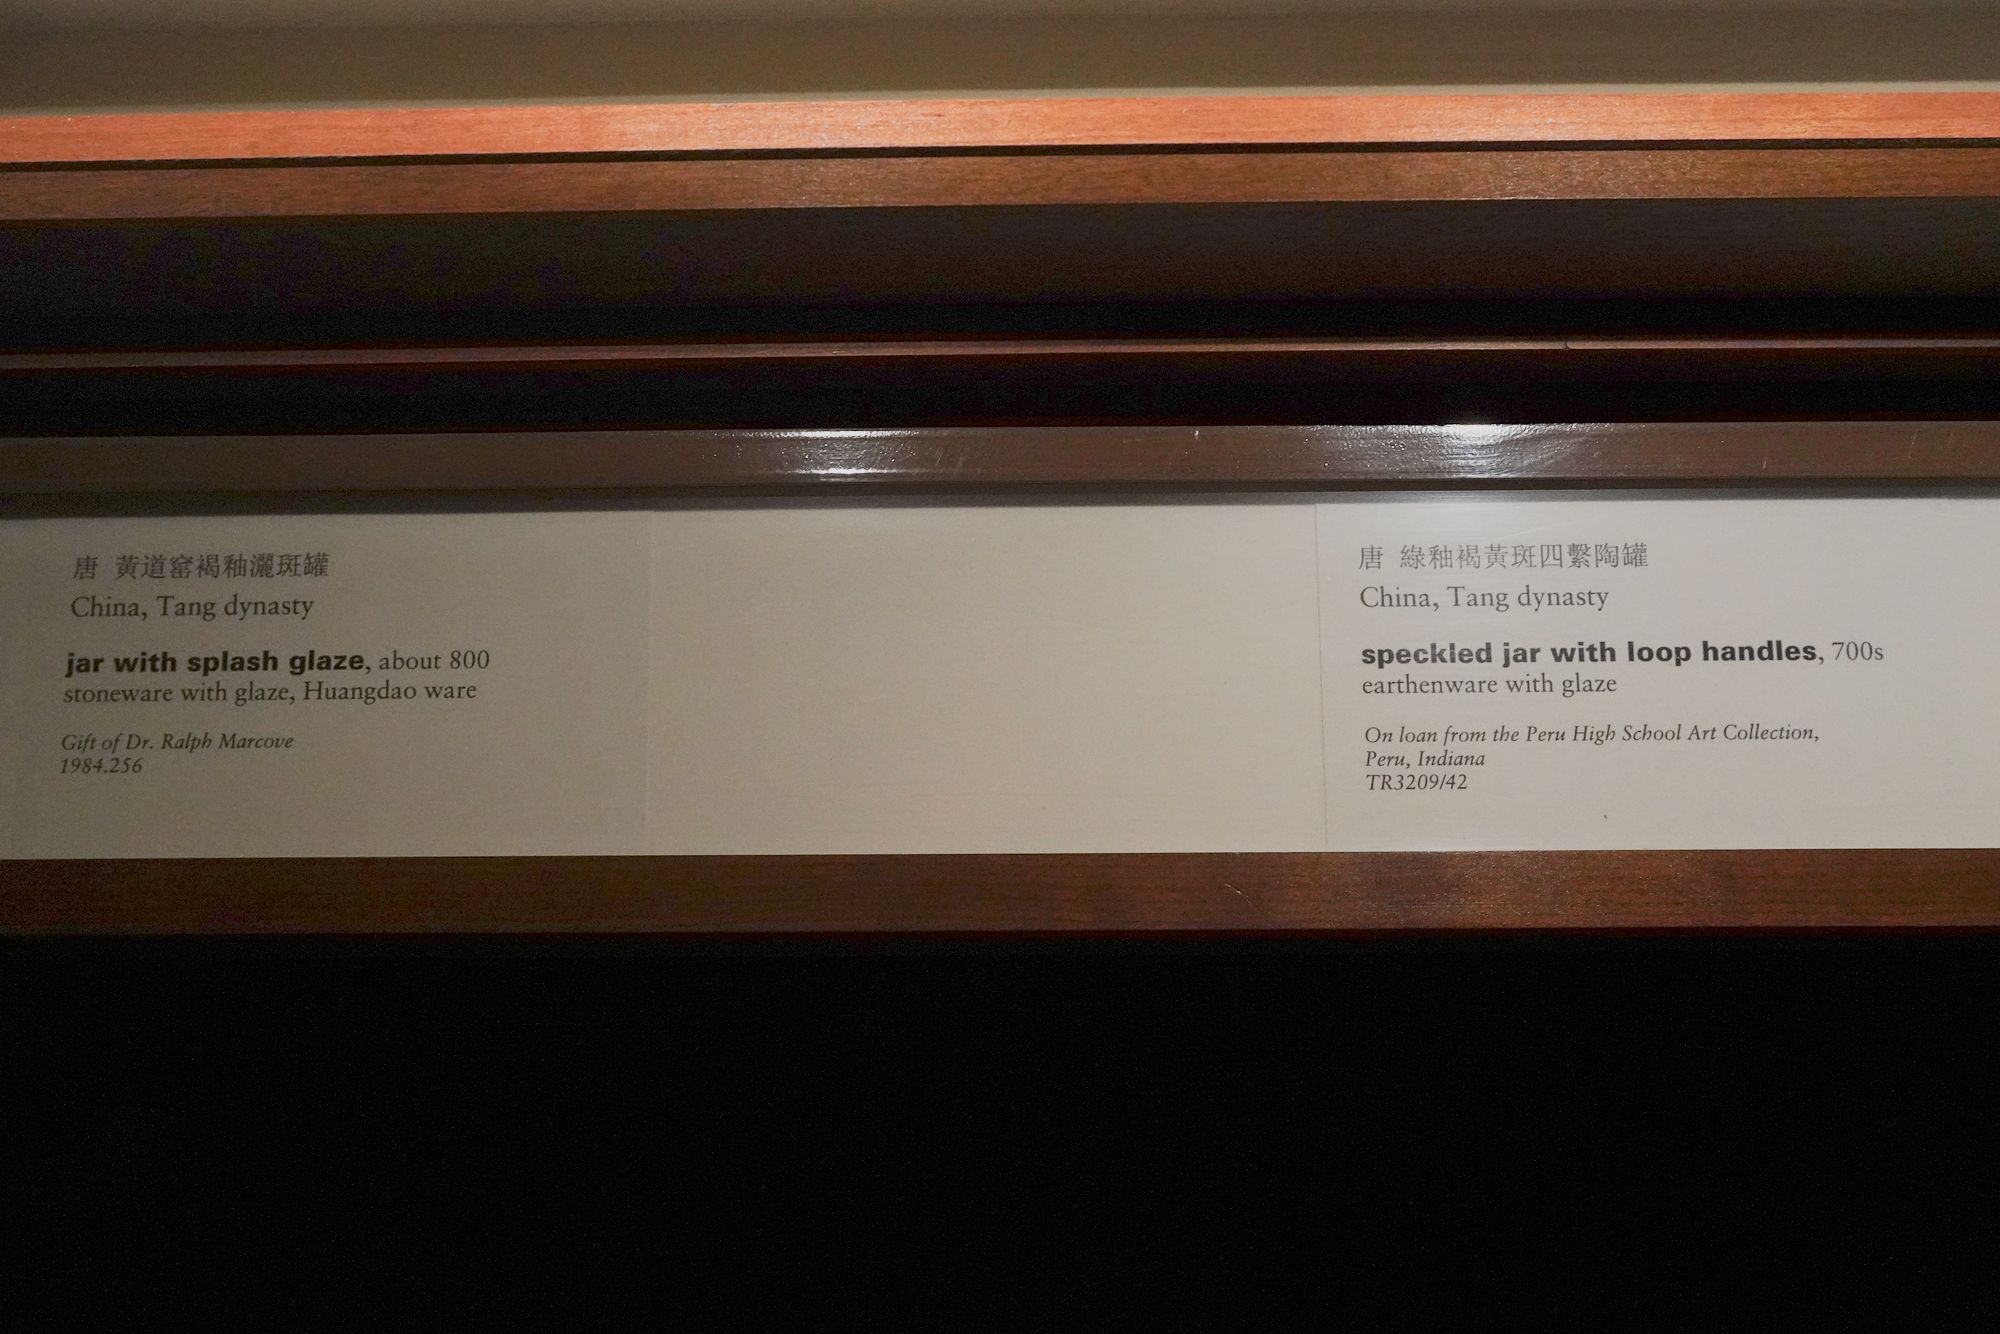 唐 黃道窑褐釉灑斑罐
China, Tang dynasty
jar with splash glaze, about 800
stoneware with glaze, Huangdao ware
Gift of Dr. Ralph Marcove
1984.256
唐 綠釉褐黃斑四繫陶罐
China, Tang dynasty
speckled jar with loop handles, 700s
earthenware with glaze
On loan from the Peru High School Art Collection,
Peru, Indiana
TR3209/42